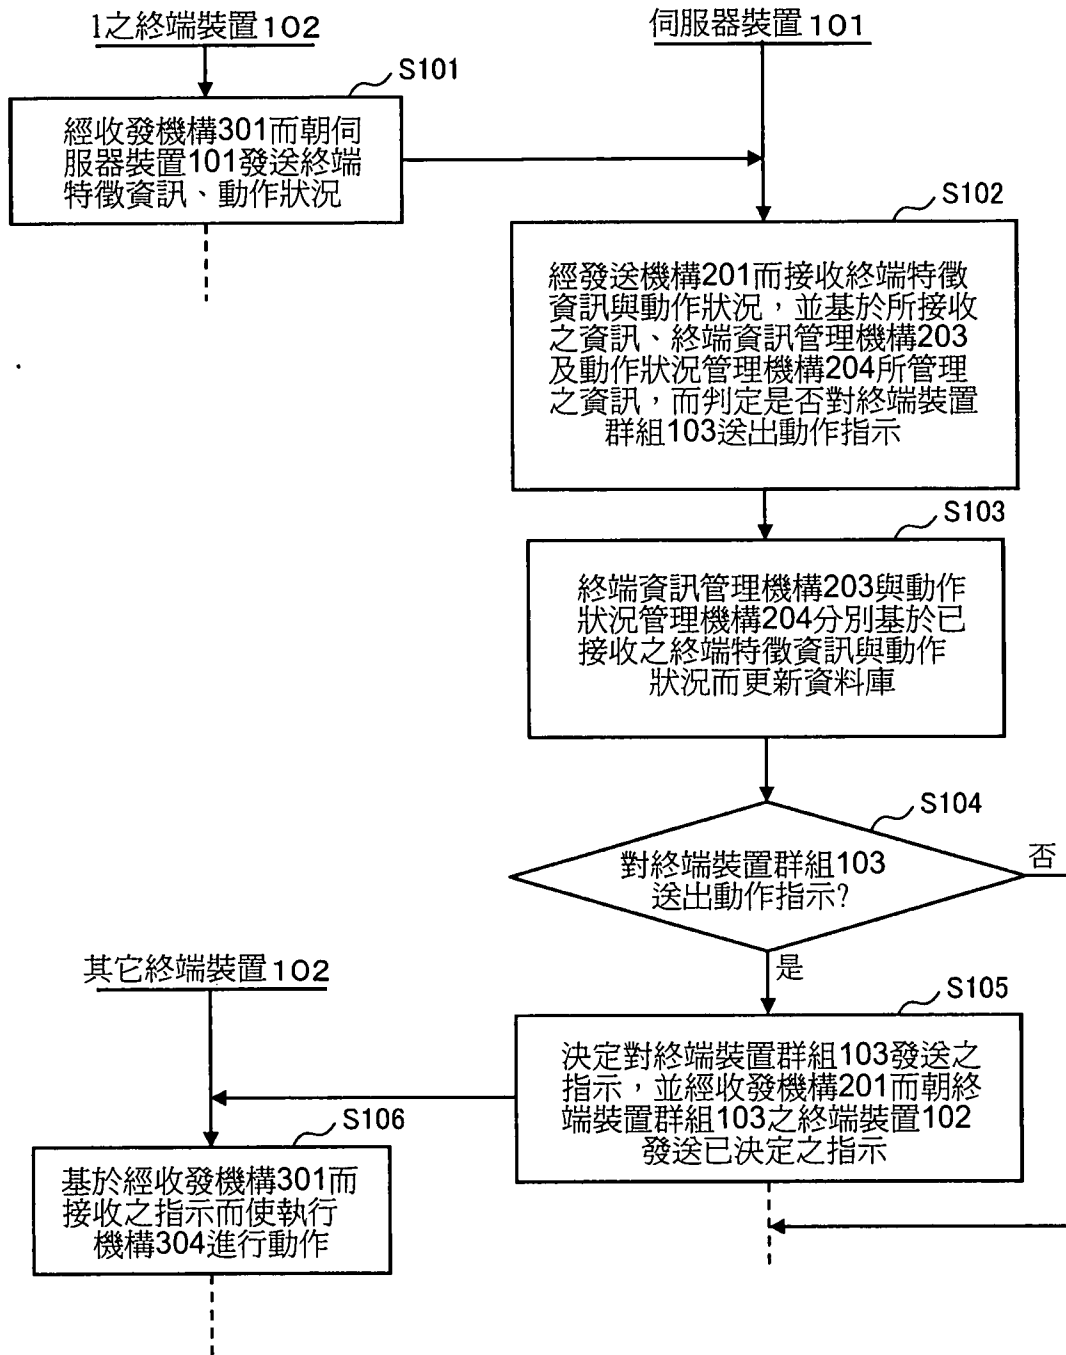 1之終端裝置102
伺服器裝置101
S101
經收發機構301而朝伺
服器裝置101發送終端
特徵資訊、動作狀況
S102
經發送機構201而接收終端特徵
資訊與動作狀況，並基於所接收
之資訊、終端資訊管理機構203
及動作狀況管理機構204所管理
之資訊，而判定是否對終端裝置
群組103送出動作指示
S103
終端資訊管理機構203與動作
狀況管理機構204分別基於已
接收之終端特徵資訊與動作
狀況而更新資料庫
S104
對終端裝置群組103
送出動作指示?
否
是
其它終端裝置102
S105
決定對終端裝置群組103發送之
指示，並經收發機構201而朝終
端裝置群組103之終端裝置102
發送已決定之指示
S106
基於經收發機構301而
接收之指示而使執行
機構304進行動作